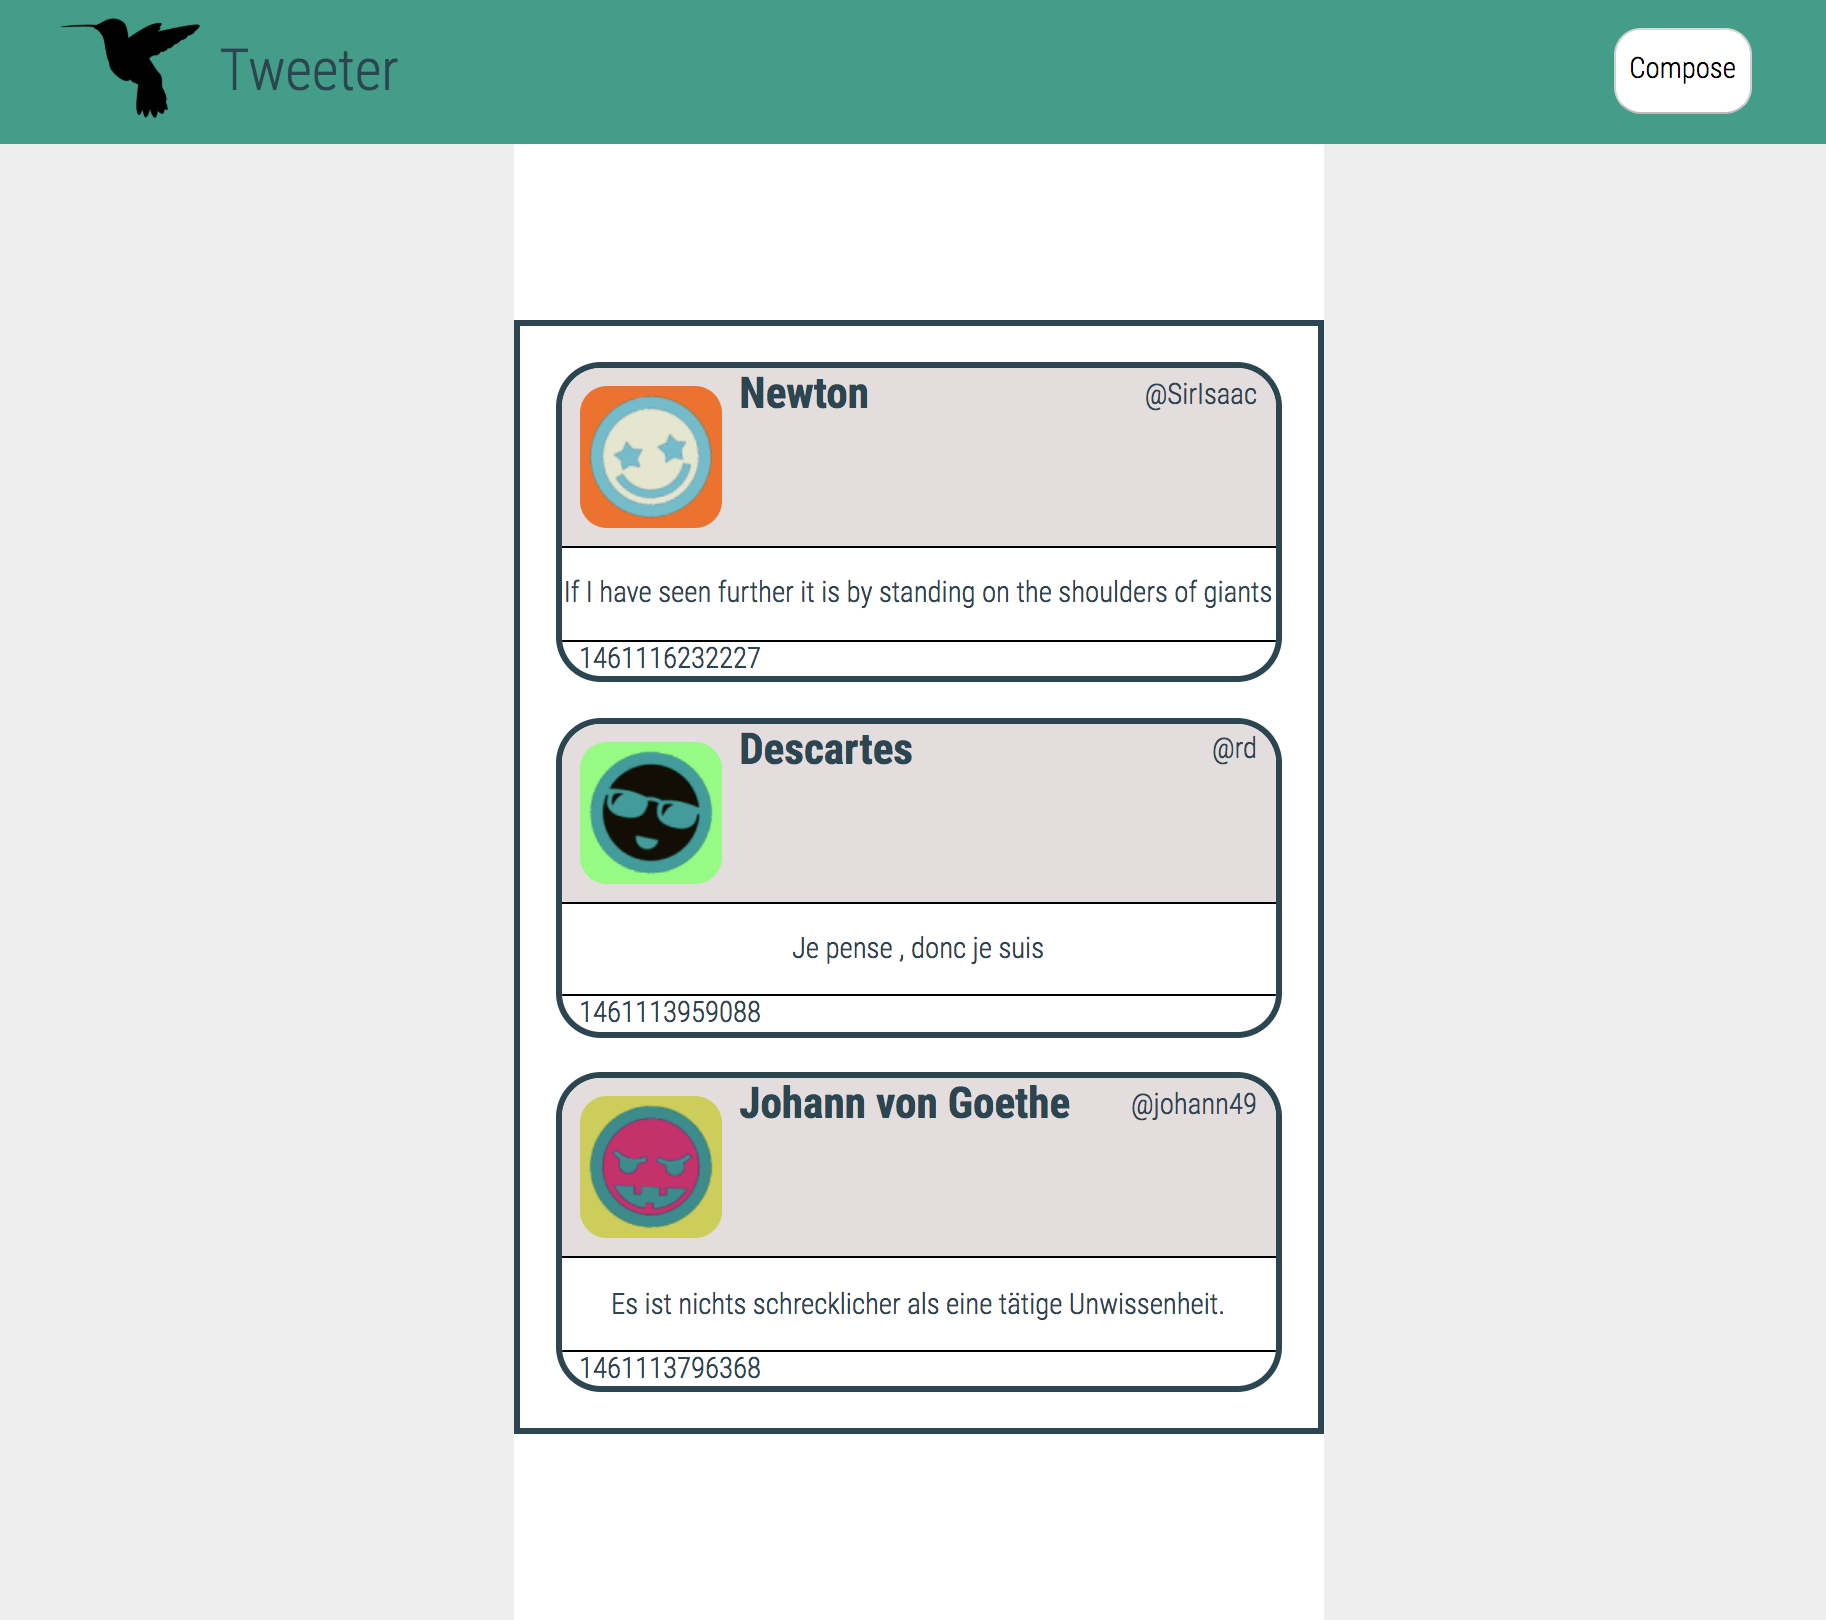 Tweeter
Compose
Newton @SirIsaac
If I have seen further it is by standing on the shoulders of giants
1461116232227
Descartes @rd
Je pense , donc je suis
1461113959088
Johann von Goethe @johann49
Es ist nichts schrecklicher als eine tätige Unwissenheit.
1461113796368